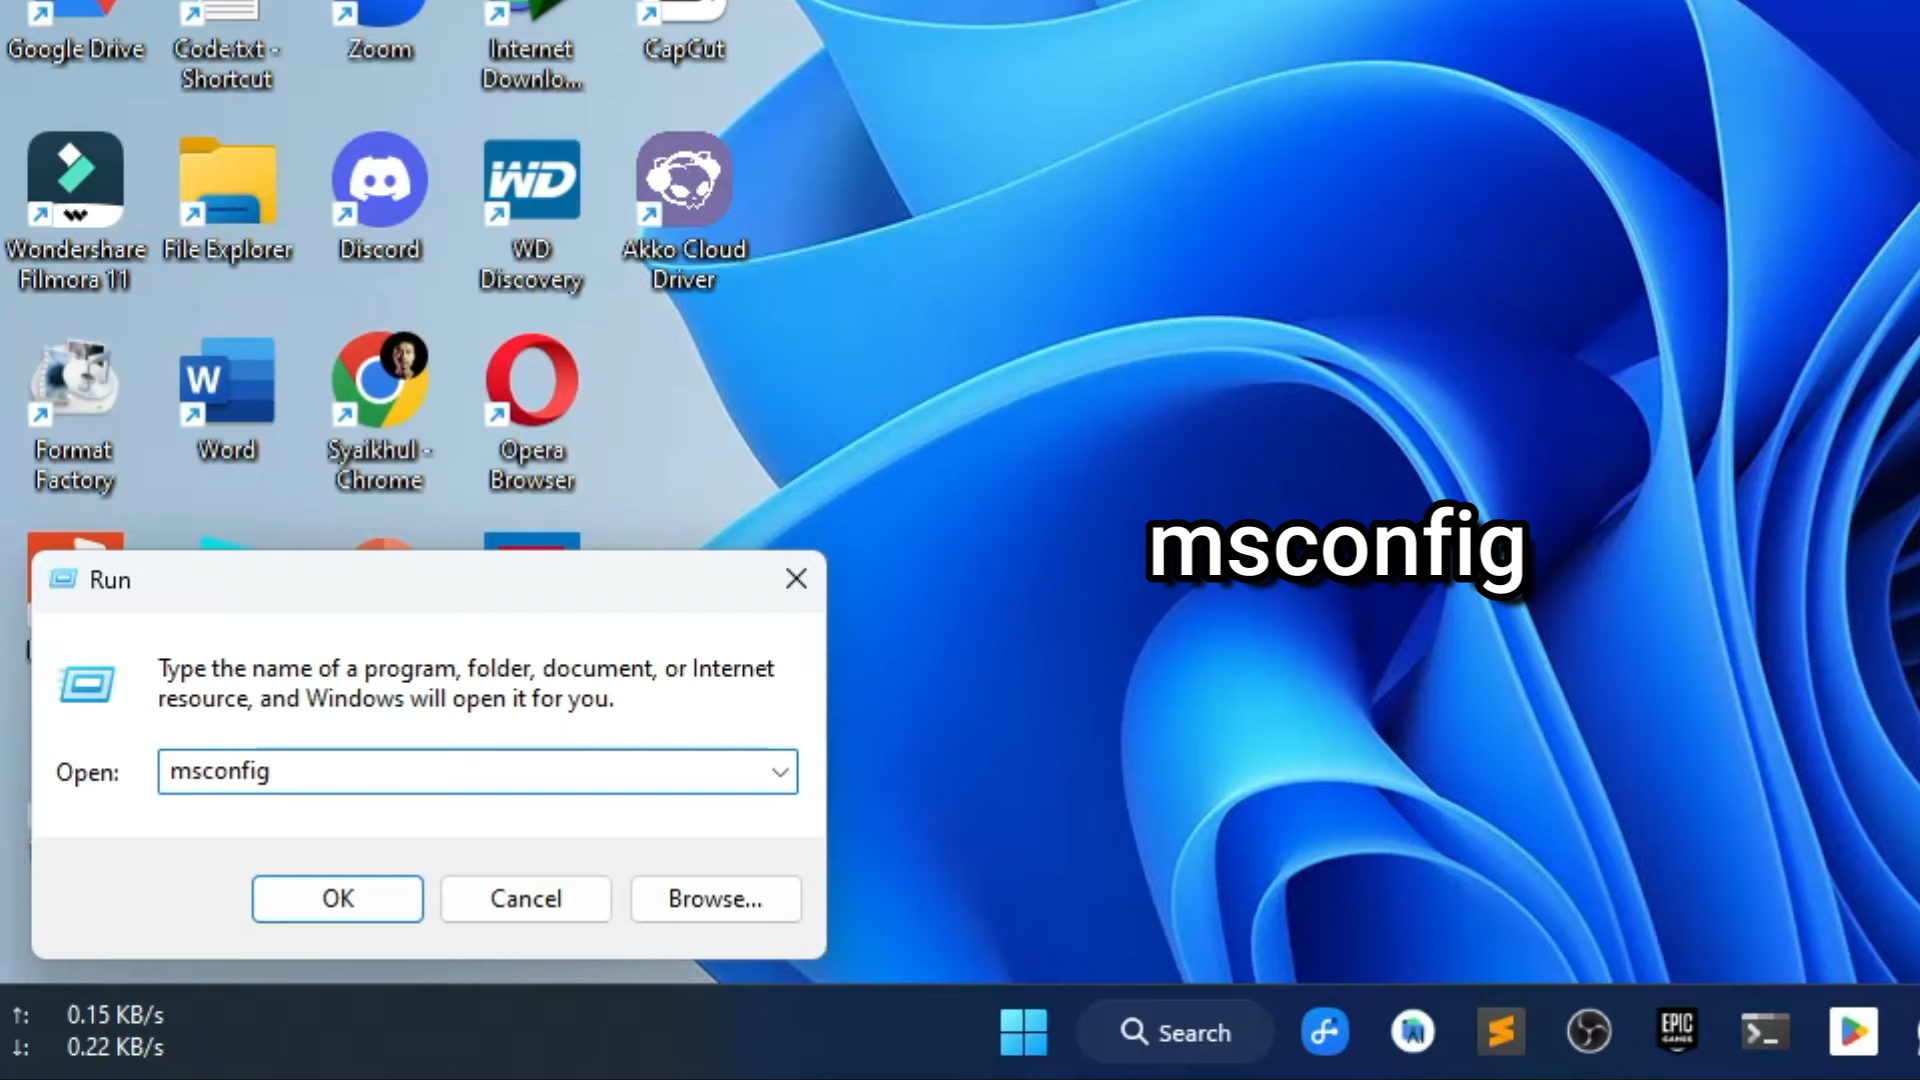 Google Drive
Code.txt -
Shortcut
Zoom
Internet
Downlo...
CapCut
Wondershare
Filmora 11
File Explorer
Discord
WD
WD
Discovery
Akko Cloud
Driver
Format
Factory
W
Word
Syaikhul -
Chrome
Opera
Browser
msconfig
Run
Type the name of a program, folder, document, or Internet
resource, and Windows will open it for you.
Open:
msconfig
OK
Cancel
Browse...
↑: 0.15 KB/s
↓: 0.22 KB/s
Search
EPIC
GAMES